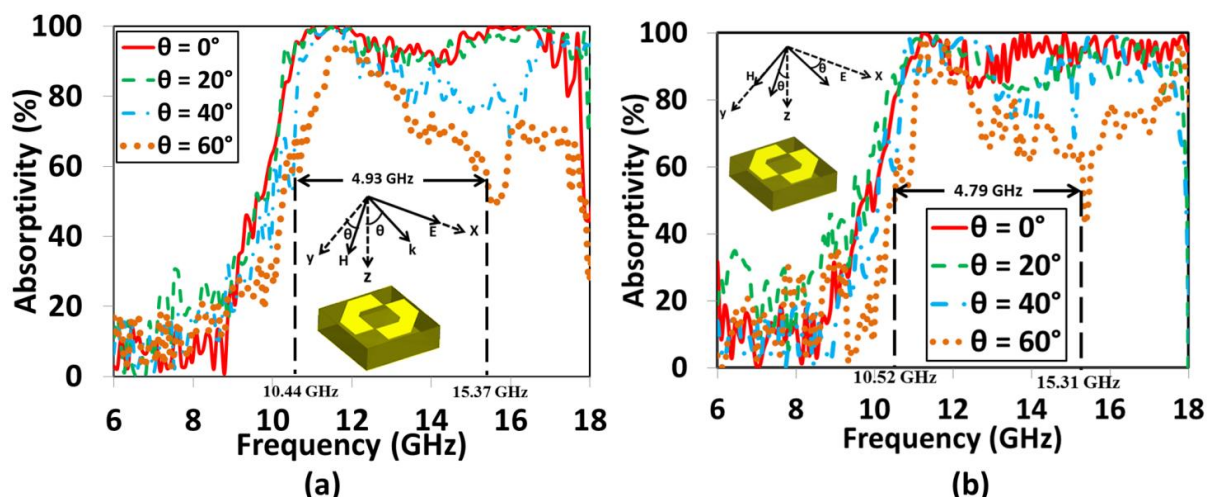 100
80
60
40
20
0
Absorptivity (%)
θ = 0°
θ = 20°
θ = 40°
θ = 60°
4.93 GHz
θ
θ
y
H
z
k
E
X
10.44 GHz
15.37 GHz
6 8 10 12 14 16 18
Frequency (GHz)
(a)
100
80
60
40
20
0
Absorptivity (%)
H
θ
θ
E
X
y
z
4.79 GHz
θ = 0°
θ = 20°
θ = 40°
θ = 60°
10.52 GHz
15.31 GHz
6 8 10 12 14 16 18
Frequency (GHz)
(b)